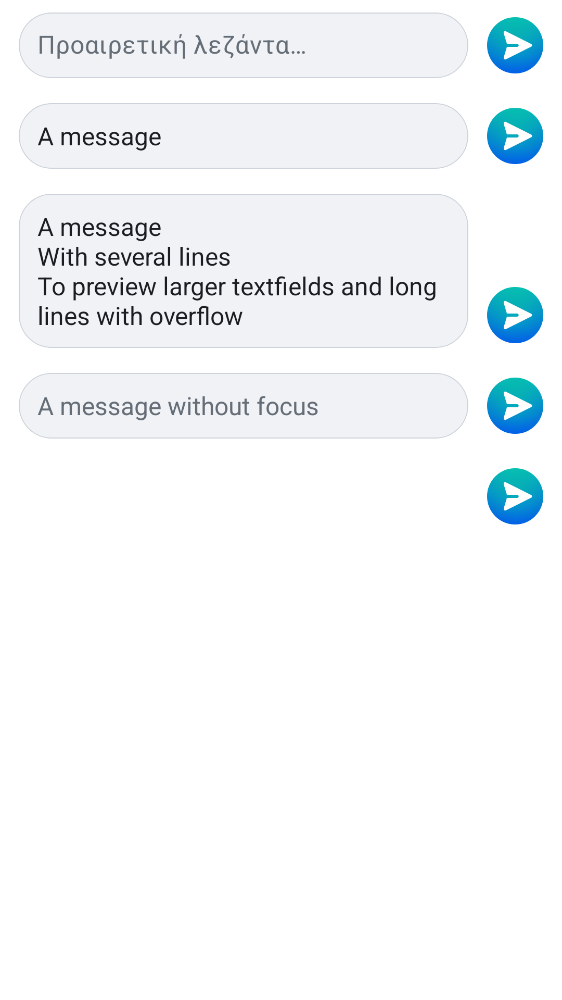 Προαιρετική λεζάντα…
A message
A message
With several lines
To preview larger textfields and long
lines with overflow
A message without focus